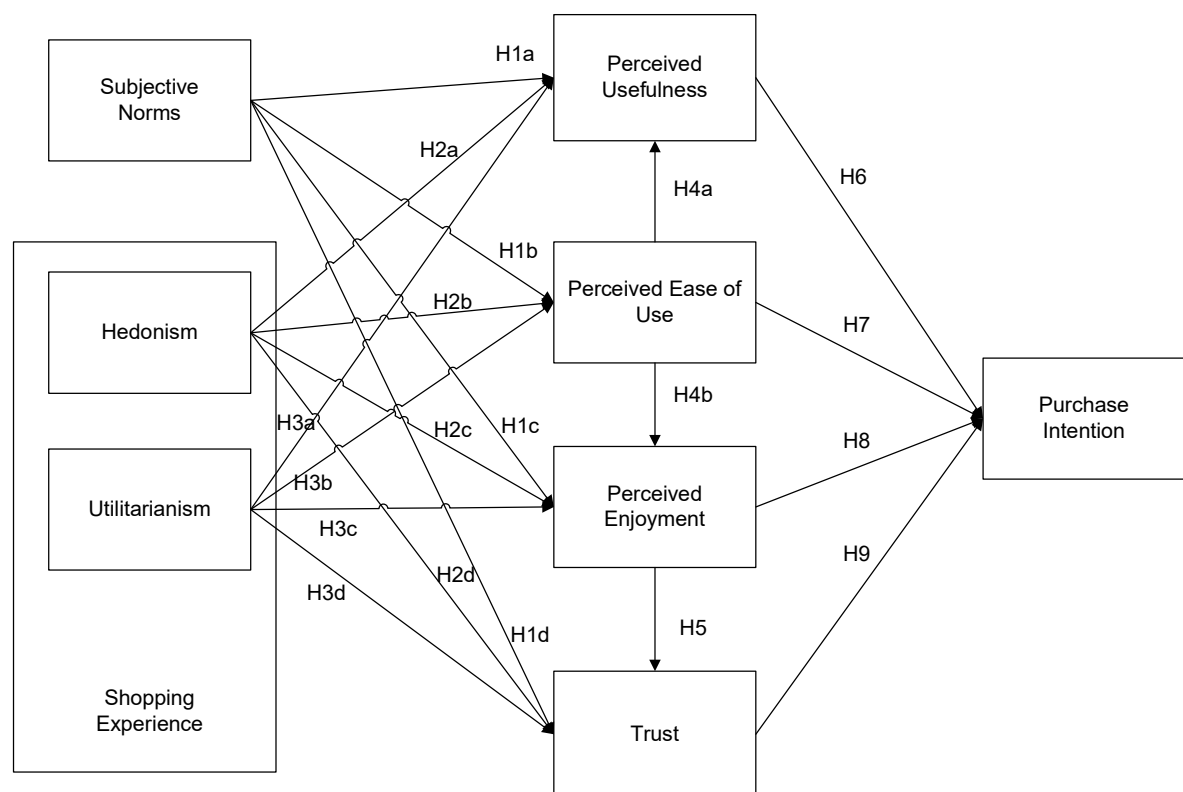 Subjective
Norms
Hedonism
Utilitarianism
Shopping
Experience
H1a
H2a
H1b
H2b
H3a
H2c
H1c
H3b
H3c
H2d
H3d
H1d
Perceived
Usefulness
H4a
Perceived Ease of
Use
H4b
Perceived
Enjoyment
H5
Trust
H6
H7
H8
H9
Purchase
Intention